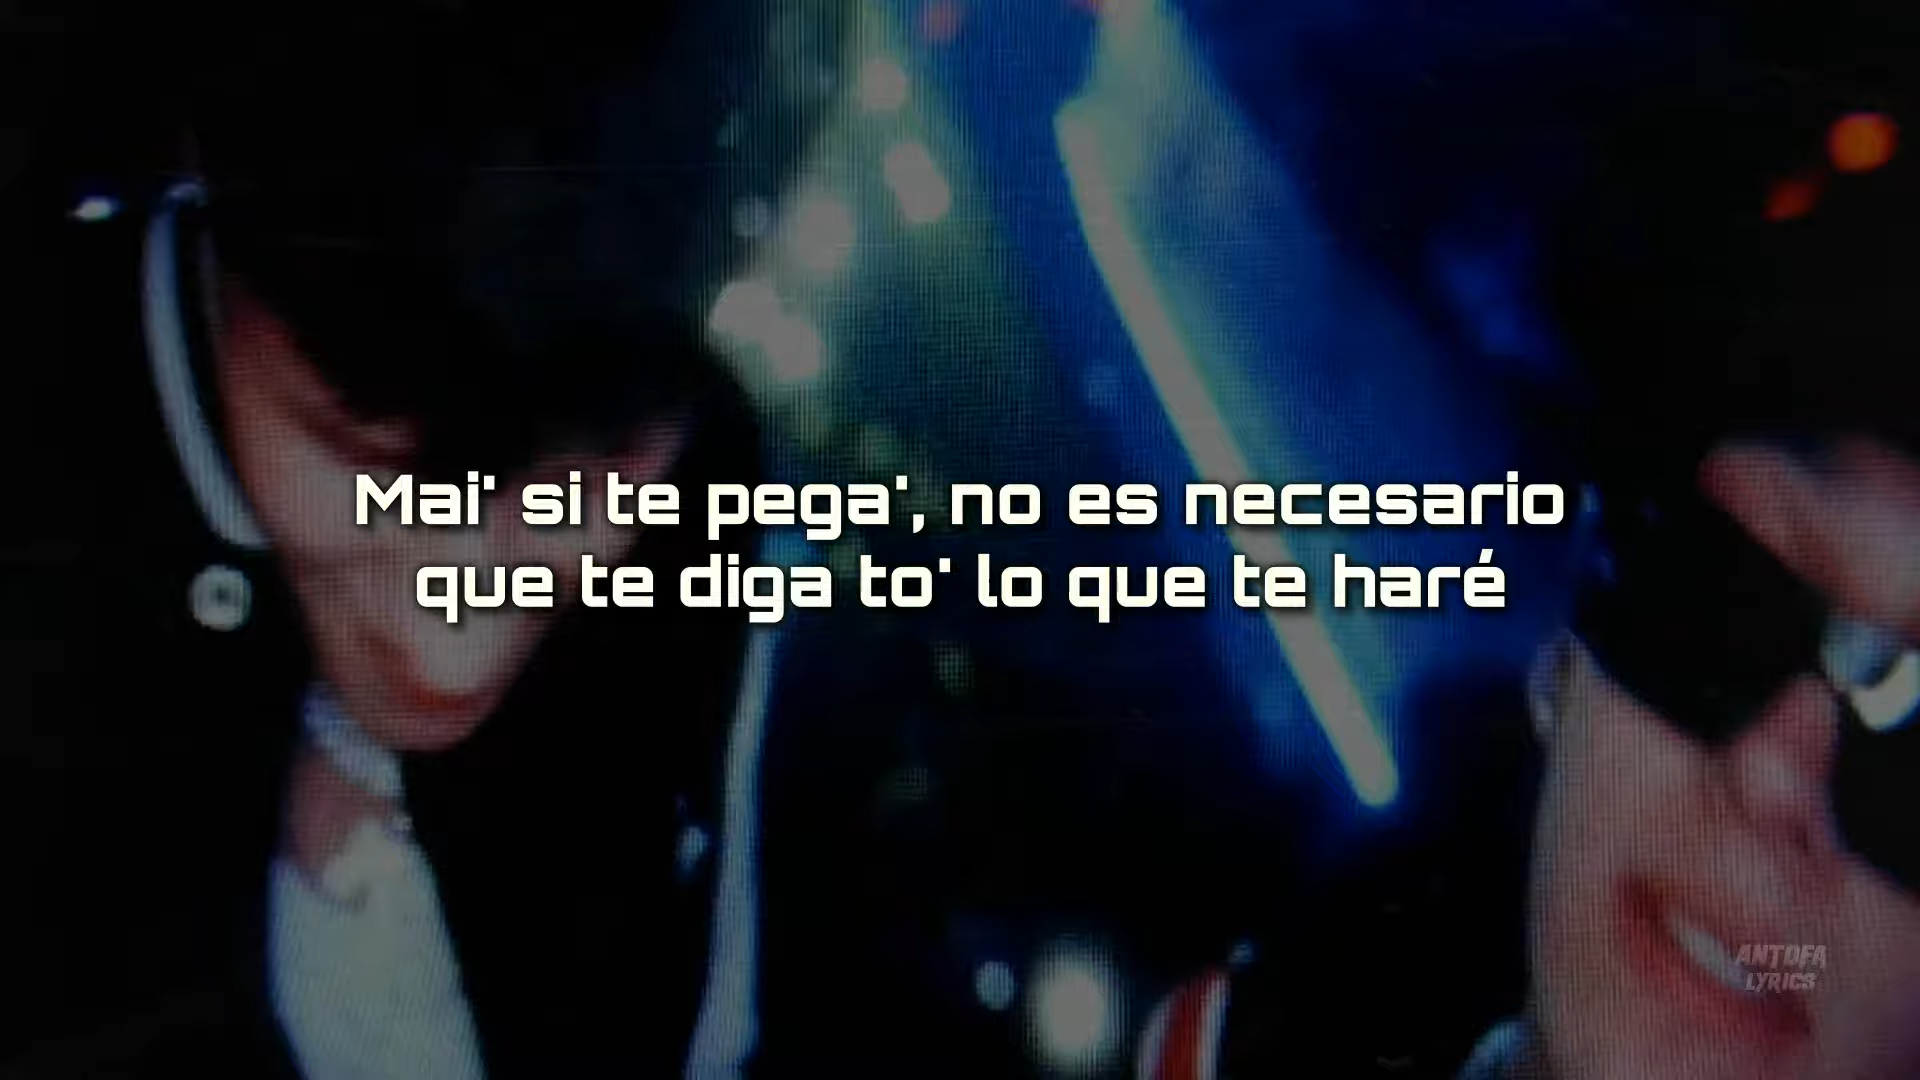 Mai' si te pega', no es necesario
que te diga to' lo que te haré
ANTOFA
LYRICS